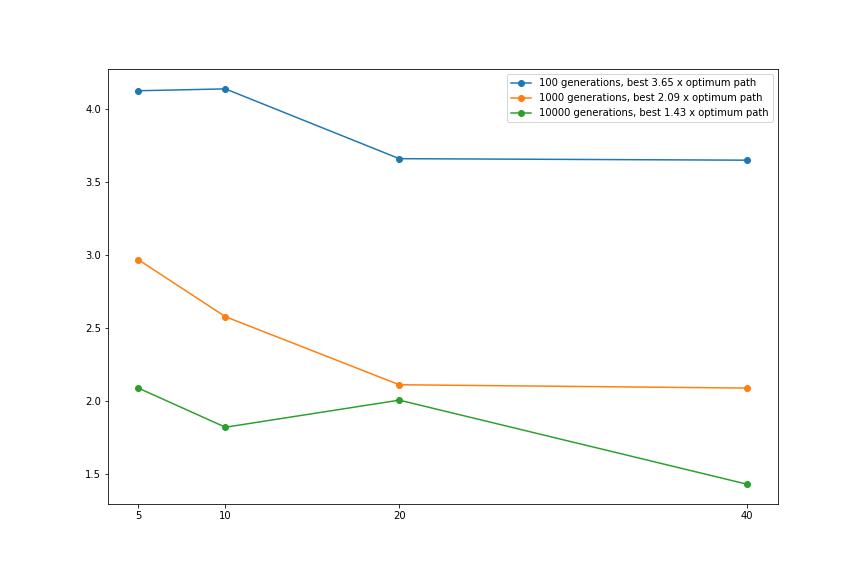 100 generations, best 3.65 x optimum path
1000 generations, best 2.09 x optimum path
10000 generations, best 1.43 x optimum path
4.0
3.5
3.0
2.5
2.0
1.5
5 10 20 40